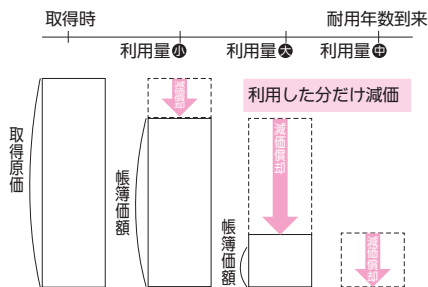 取得時
耐用年数到来
利用量小
利用量大
利用量中
利用した分だけ減価
減価償却
減価償却
減価償却
取得原価
帳簿価額
帳簿価額